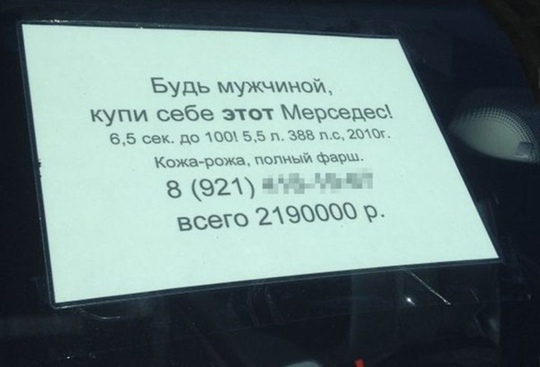 Будь мужчиной,
купи себе этот Мерседес!
6,5 сек. до 100! 5,5 л. 388 л.с, 2010г.
Кожа-рожа, полный фарш.
8 (921)
всего 2190000 р.